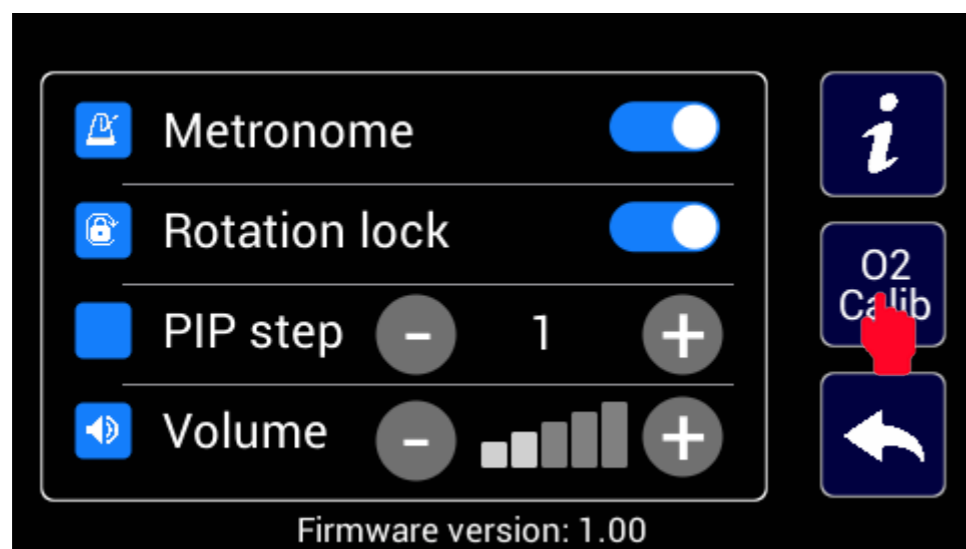 Metronome
Rotation lock
PIP step - 1 +
Volume - +
Firmware version: 1.00
i
O2
Calib